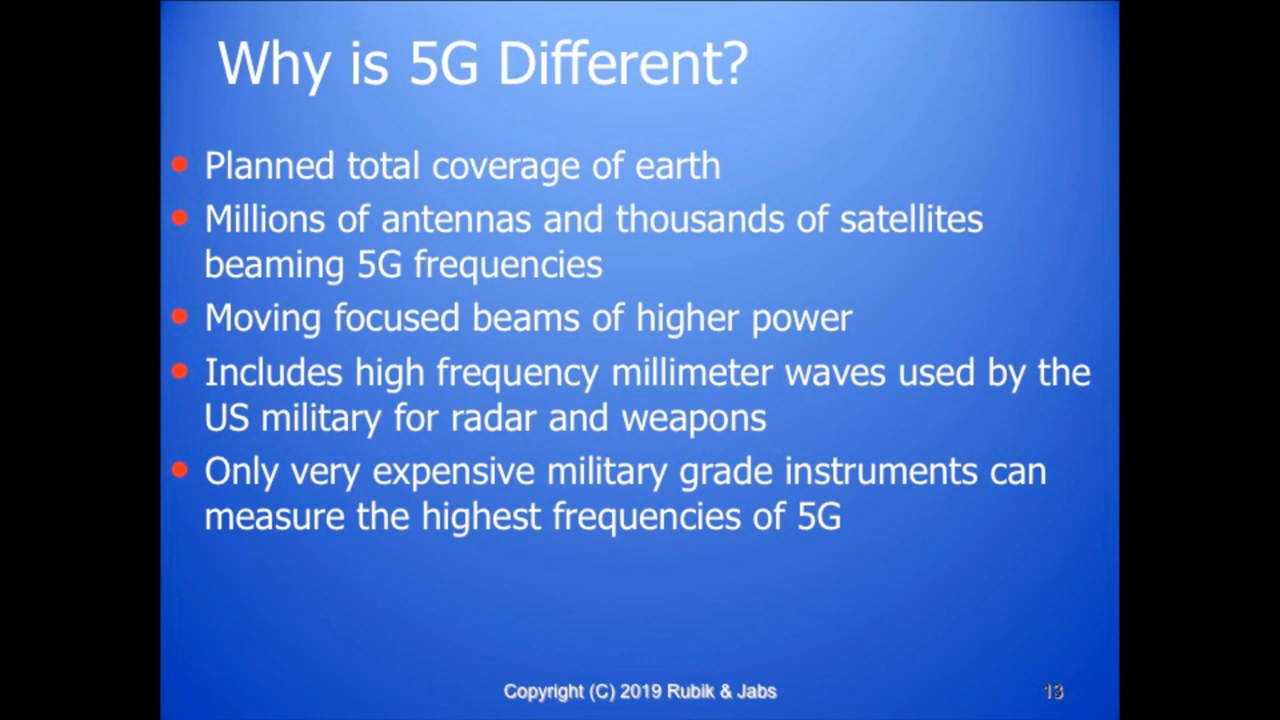 Why is 5G Different?
Planned total coverage of earth
Millions of antennas and thousands of satellites
beaming 5G frequencies
Moving focused beams of higher power
Includes high frequency millimeter waves used by the
US military for radar and weapons
Only very expensive military grade instruments can
measure the highest frequencies of 5G
Copyright (C) 2019 Rubik & Jabs
13